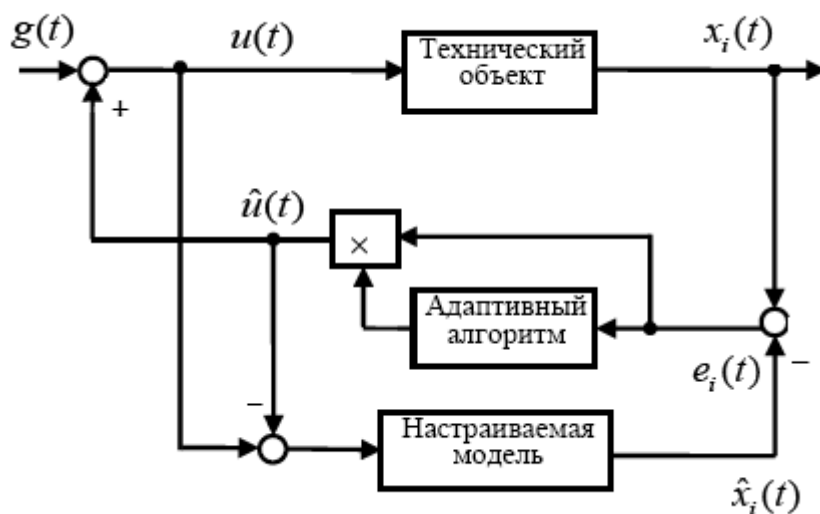 g(t)
u(t)
Технический
объект
x_i(t)
+
û(t)
×
Адаптивный
алгоритм
e_i(t)
−
−
Настраиваемая
модель
x̂_i(t)